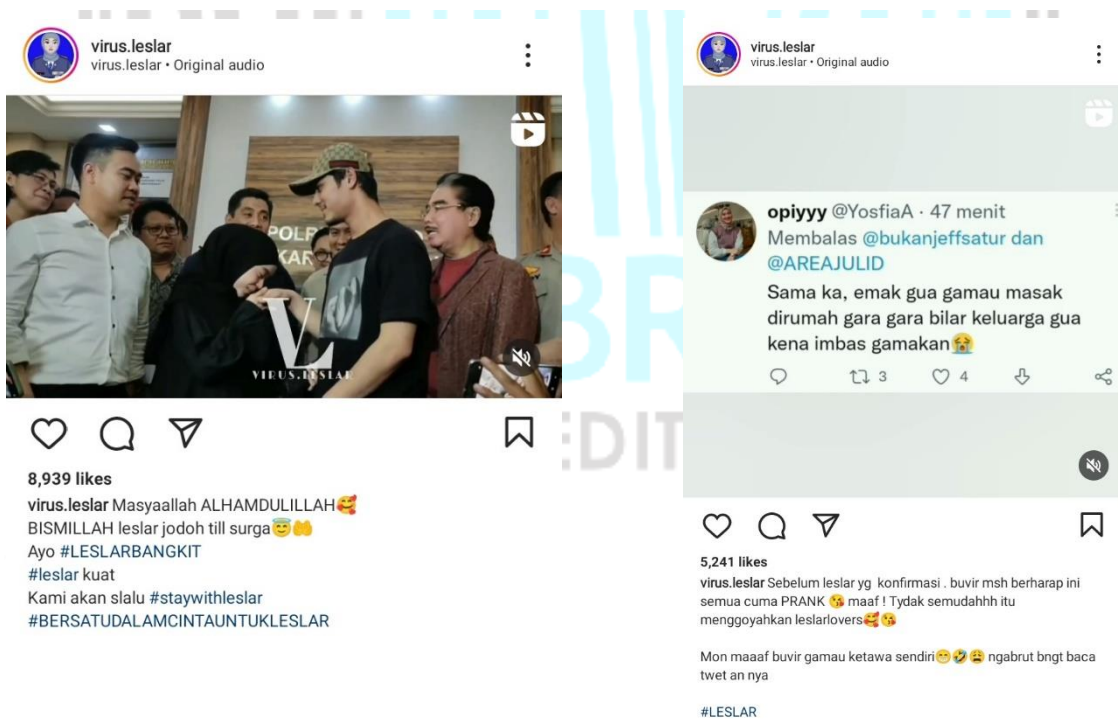 virus.leslar
virus.leslar • Original audio
POLR
KAR
VIRUS.LESLAR
8,939 likes
virus.leslar Masyaallah ALHAMDULILLAH🥰
BISMILLAH leslar jodoh till surga😇🤲
Ayo #LESLARBANGKIT
#leslar kuat
Kami akan slalu #staywithleslar
#BERSATUDALAMCINTAUNTUKLESLAR
virus.leslar
virus.leslar • Original audio
opiyyy @YosfiaA · 47 menit
Membalas @bukanjeffsatur dan
@AREAJULID
Sama ka, emak gua gamau masak
dirumah gara gara bilar keluarga gua
kena imbas gamakan😭
3 4
5,241 likes
virus.leslar Sebelum leslar yg konfirmasi . buvir msh berharap ini
semua cuma PRANK 😘 maaf ! Tydak semudahhh itu
menggoyahkan leslarlovers🥰😘
Mon maaaf buvir gamau ketawa sendiri😁🤣😩 ngabrut bngt baca
twet an nya
#LESLAR
BR
EDIT